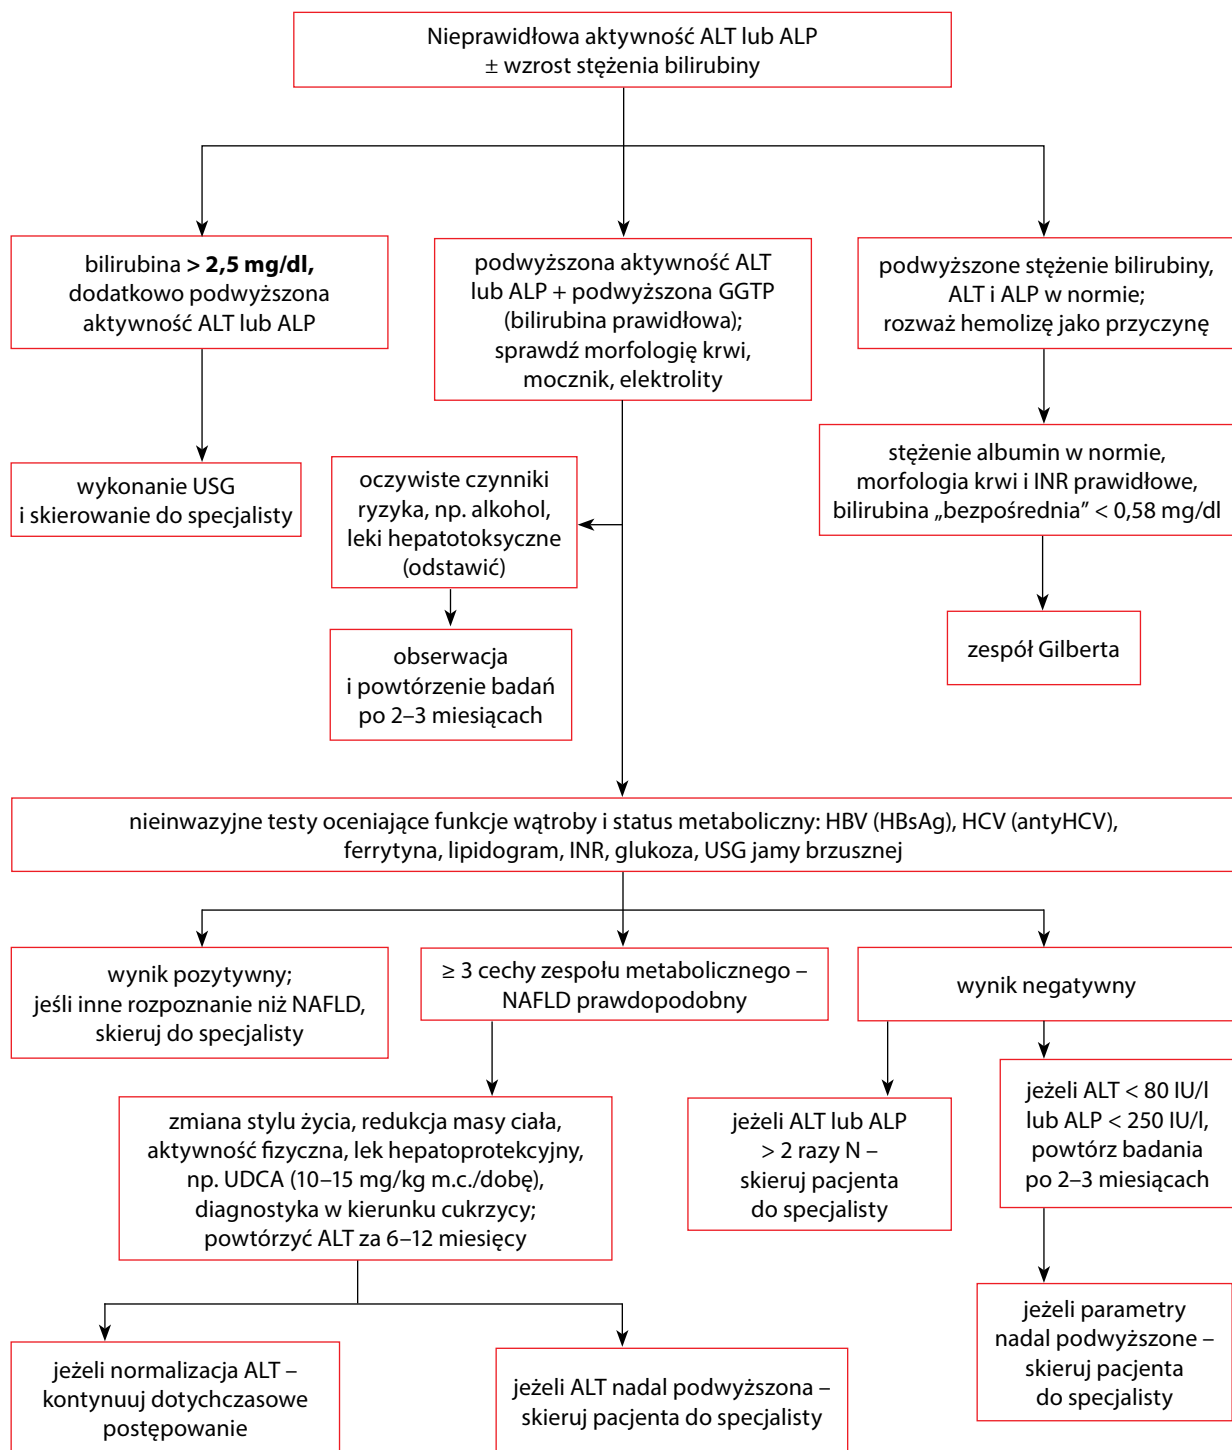 Nieprawidłowa aktywność ALT lub ALP
± wzrost stężenia bilirubiny
bilirubina > 2,5 mg/dl,
dodatkowo podwyższona
aktywność ALT lub ALP
podwyższona aktywność ALT
lub ALP + podwyższona GGTP
(bilirubina prawidłowa);
sprawdź morfologię krwi,
mocznik, elektrolity
podwyższone stężenie bilirubiny,
ALT i ALP w normie;
rozważ hemolizę jako przyczynę
wykonanie USG
i skierowanie do specjalisty
oczywiste czynniki
ryzyka, np. alkohol,
leki hepatotoksyczne
(odstawić)
stężenie albumin w normie,
morfologia krwi i INR prawidłowe,
bilirubina „bezpośrednia” < 0,58 mg/dl
obserwacja
i powtórzenie badań
po 2–3 miesiącach
zespół Gilberta
nieinwazyjne testy oceniające funkcje wątroby i status metaboliczny: HBV (HBsAg), HCV (antyHCV),
ferrytyna, lipidogram, INR, glukoza, USG jamy brzusznej
wynik pozytywny;
jeśli inne rozpoznanie niż NAFLD,
skieruj do specjalisty
≥ 3 cechy zespołu metabolicznego –
NAFLD prawdopodobny
wynik negatywny
zmiana stylu życia, redukcja masy ciała,
aktywność fizyczna, lek hepatoprotekcyjny,
np. UDCA (10–15 mg/kg m.c./dobę),
diagnostyka w kierunku cukrzycy;
powtórzyć ALT za 6–12 miesięcy
jeżeli ALT lub ALP
> 2 razy N –
skieruj pacjenta
do specjalisty
jeżeli ALT < 80 IU/l
lub ALP < 250 IU/l,
powtórz badania
po 2–3 miesiącach
jeżeli normalizacja ALT –
kontynuuj dotychczasowe
postępowanie
jeżeli ALT nadal podwyższona –
skieruj pacjenta do specjalisty
jeżeli parametry
nadal podwyższone –
skieruj pacjenta
do specjalisty